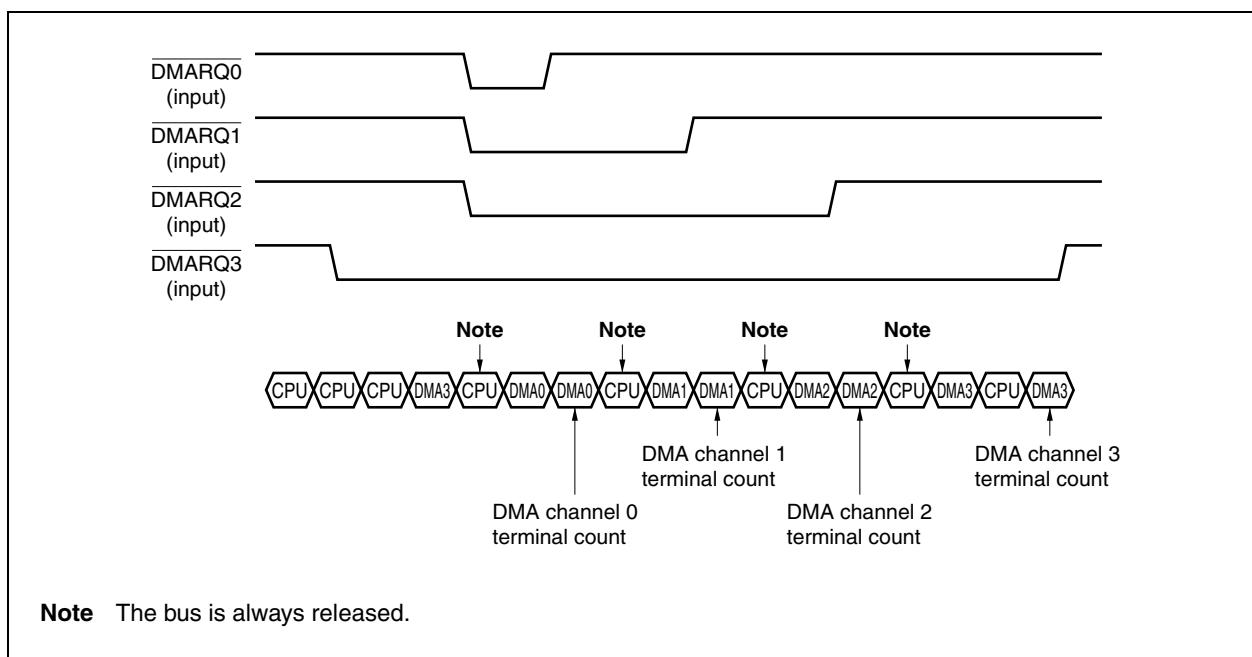 DMARQ0
(input)
DMARQ1
(input)
DMARQ2
(input)
DMARQ3
(input)
Note Note Note Note
CPU CPU CPU DMA3 CPU DMA0 DMA0 CPU DMA1 DMA1 CPU DMA2 DMA2 CPU DMA3 CPU DMA3
DMA channel 1
terminal count
DMA channel 3
terminal count
DMA channel 0
terminal count
DMA channel 2
terminal count
Note The bus is always released.